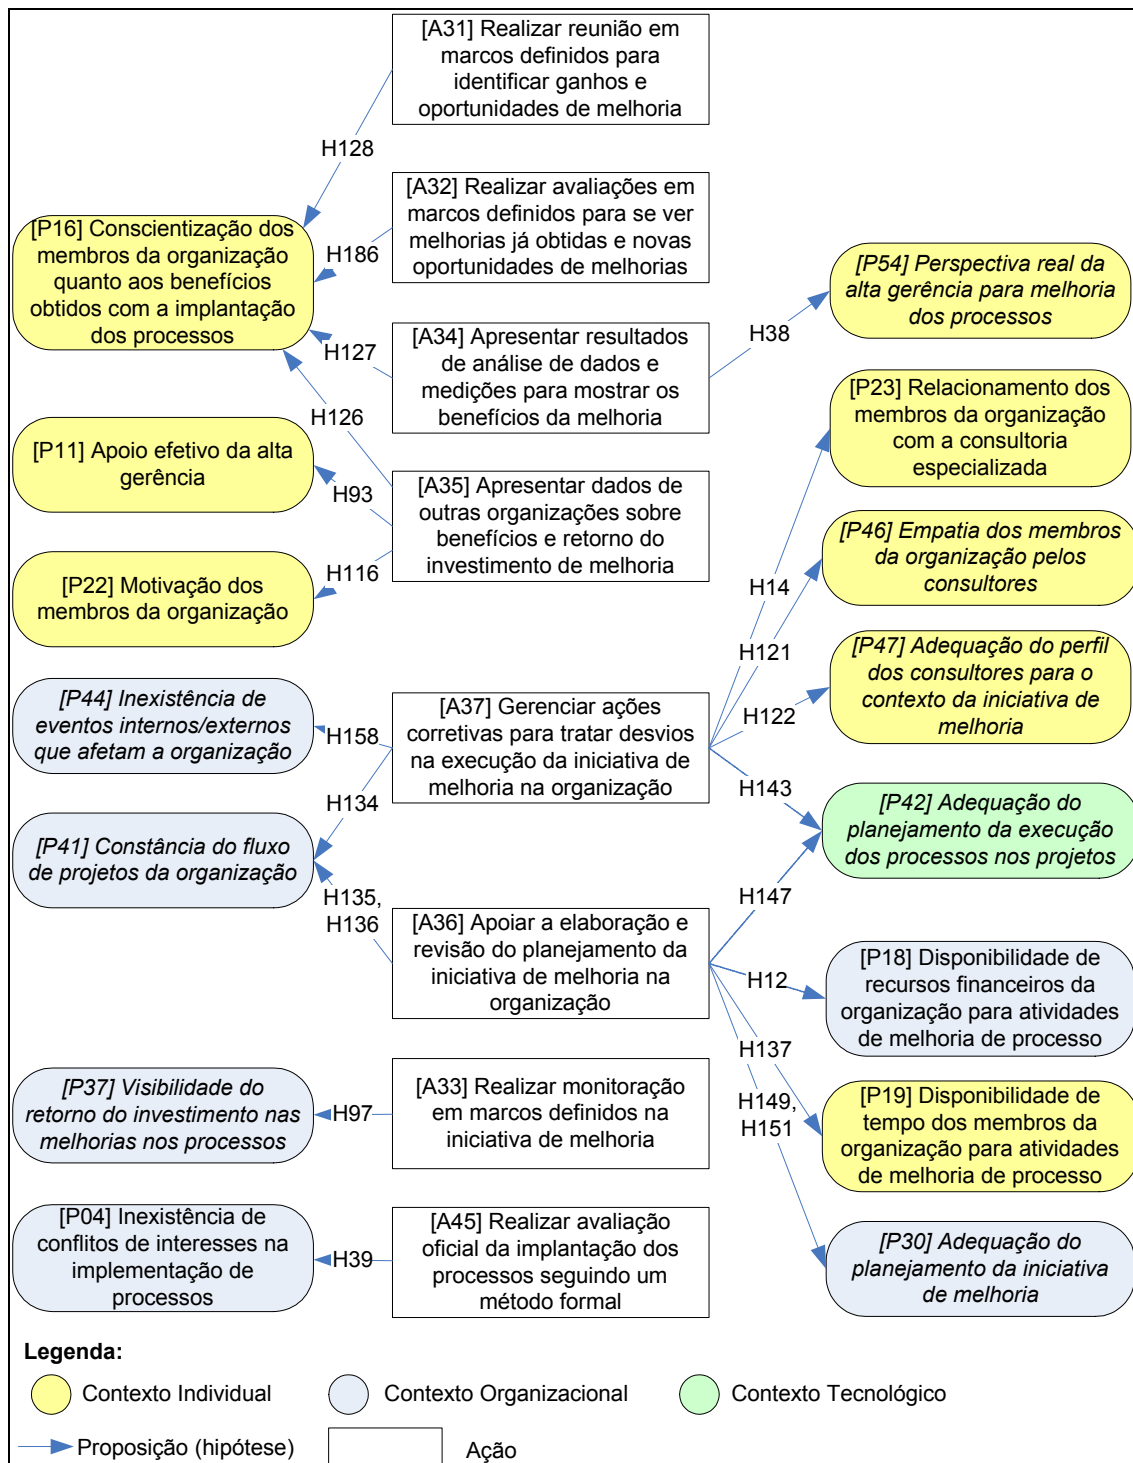 [A31] Realizar reunião em
marcos definidos para
identificar ganhos e
oportunidades de melhoria
H128
[A32] Realizar avaliações em
marcos definidos para se ver
melhorias já obtidas e novas
oportunidades de melhorias
[P16] Conscientização dos
membros da organização
quanto aos benefícios
obtidos com a implantação
dos processos
H186
[P54] Perspectiva real da
alta gerência para melhoria
dos processos
H127
[A34] Apresentar resultados
de análise de dados e
medições para mostrar os
benefícios da melhoria
H38
H126
[P23] Relacionamento dos
membros da organização
com a consultoria
especializada
[P11] Apoio efetivo da alta
gerência
H93
[A35] Apresentar dados de
outras organizações sobre
benefícios e retorno do
investimento de melhoria
[P46] Empatia dos membros
da organização pelos
consultores
H116
[P22] Motivação dos
membros da organização
H14
H121
[P47] Adequação do perfil
dos consultores para o
contexto da iniciativa de
melhoria
H122
[P44] Inexistência de
eventos internos/externos
que afetam a organização
H158
[A37] Gerenciar ações
corretivas para tratar desvios
na execução da iniciativa de
melhoria na organização
H134
H143
[P42] Adequação do
planejamento da execução
dos processos nos projetos
[P41] Constância do fluxo
de projetos da organização
H135,
H136
H147
[A36] Apoiar a elaboração e
revisão do planejamento da
iniciativa de melhoria na
organização
H12
[P18] Disponibilidade de
recursos financeiros da
organização para atividades
de melhoria de processo
H137
[P37] Visibilidade do
retorno do investimento nas
melhorias nos processos
H97
[A33] Realizar monitoração
em marcos definidos na
iniciativa de melhoria
H149,
H151
[P19] Disponibilidade de
tempo dos membros da
organização para atividades
de melhoria de processo
[P04] Inexistência de
conflitos de interesses na
implementação de
processos
H39
[A45] Realizar avaliação
oficial da implantação dos
processos seguindo um
método formal
[P30] Adequação do
planejamento da iniciativa
de melhoria
Legenda:
Contexto Individual
Contexto Organizacional
Contexto Tecnológico
Proposição (hipótese)
Ação